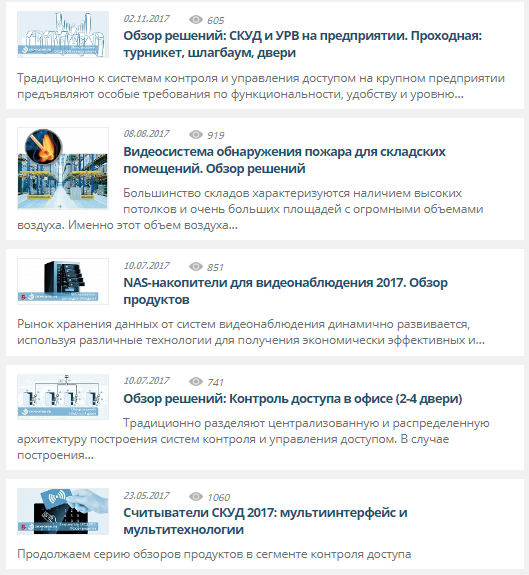 02.11.2017 605
Обзор решений: СКУД и УРВ на предприятии. Проходная:
турникет, шлагбаум, двери
Традиционно к системам контроля и управления доступом на крупном предприятии
предъявляют особые требования по функциональности, удобству и уровню...
08.08.2017 919
Видеосистема обнаружения пожара для складских
помещений. Обзор решений
Большинство складов характеризуются наличием высоких
потолков и очень больших площадей с огромными объемами
воздуха. Именно этот объем воздуха...
10.07.2017 851
NAS-накопители для видеонаблюдения 2017. Обзор
продуктов
Рынок хранения данных от систем видеонаблюдения динамично развивается,
используя различные технологии для получения экономически эффективных и...
10.07.2017 741
Обзор решений: Контроль доступа в офисе (2-4 двери)
Традиционно разделяют централизованную и распределенную
архитектуру построения систем контроля и управления доступом. В случае
построения...
23.05.2017 1060
Считыватели СКУД 2017: мультиинтерфейс и
мультитехнологии
Продолжаем серию обзоров продуктов в сегменте контроля доступа